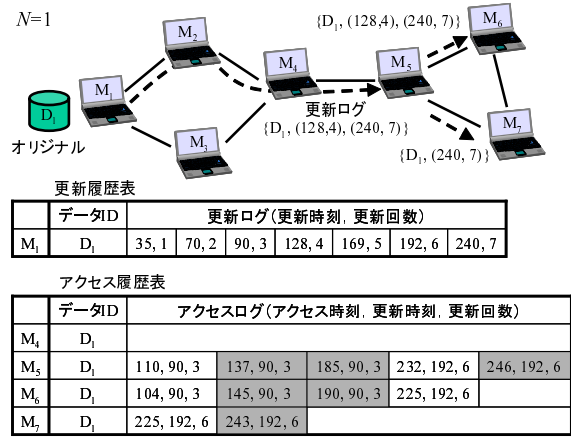 N=1
{D1, (128,4), (240, 7)}
M6
M2
M4
M5
M1
D1
オリジナル
更新ログ
{D1, (128,4), (240, 7)}
M3
M7
{D1, (240, 7)}
更新履歴表
データID 更新ログ(更新時刻, 更新回数)
M1 D1 35, 1 70, 2 90, 3 128, 4 169, 5 192, 6 240, 7
アクセス履歴表
データID アクセスログ(アクセス時刻, 更新時刻, 更新回数)
M4 D1
M5 D1 110, 90, 3 137, 90, 3 185, 90, 3 232, 192, 6 246, 192, 6
M6 D1 104, 90, 3 145, 90, 3 190, 90, 3 225, 192, 6
M7 D1 225, 192, 6 243, 192, 6